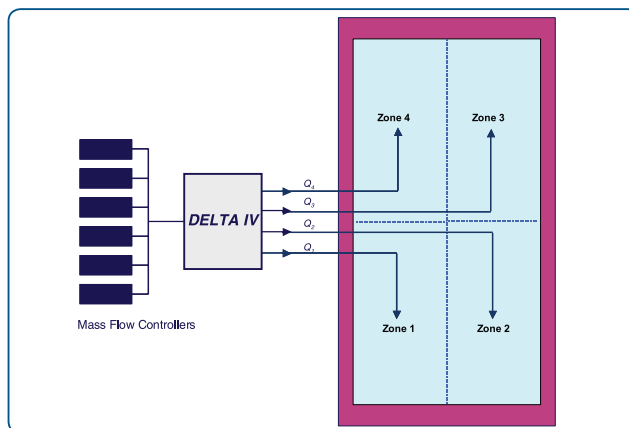 Zone 4
Zone 3
DELTA IV
Q4
Q3
Q2
Q1
Mass Flow Controllers
Zone 1
Zone 2